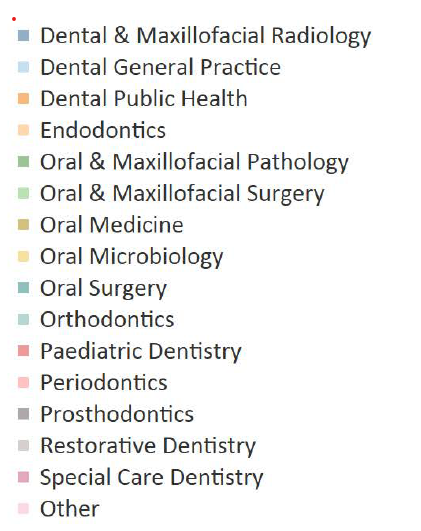 Dental & Maxillofacial Radiology
Dental General Practice
Dental Public Health
Endodontics
Oral & Maxillofacial Pathology
Oral & Maxillofacial Surgery
Oral Medicine
Oral Microbiology
Oral Surgery
Orthodontics
Paediatric Dentistry
Periodontics
Prosthodontics
Restorative Dentistry
Special Care Dentistry
Other